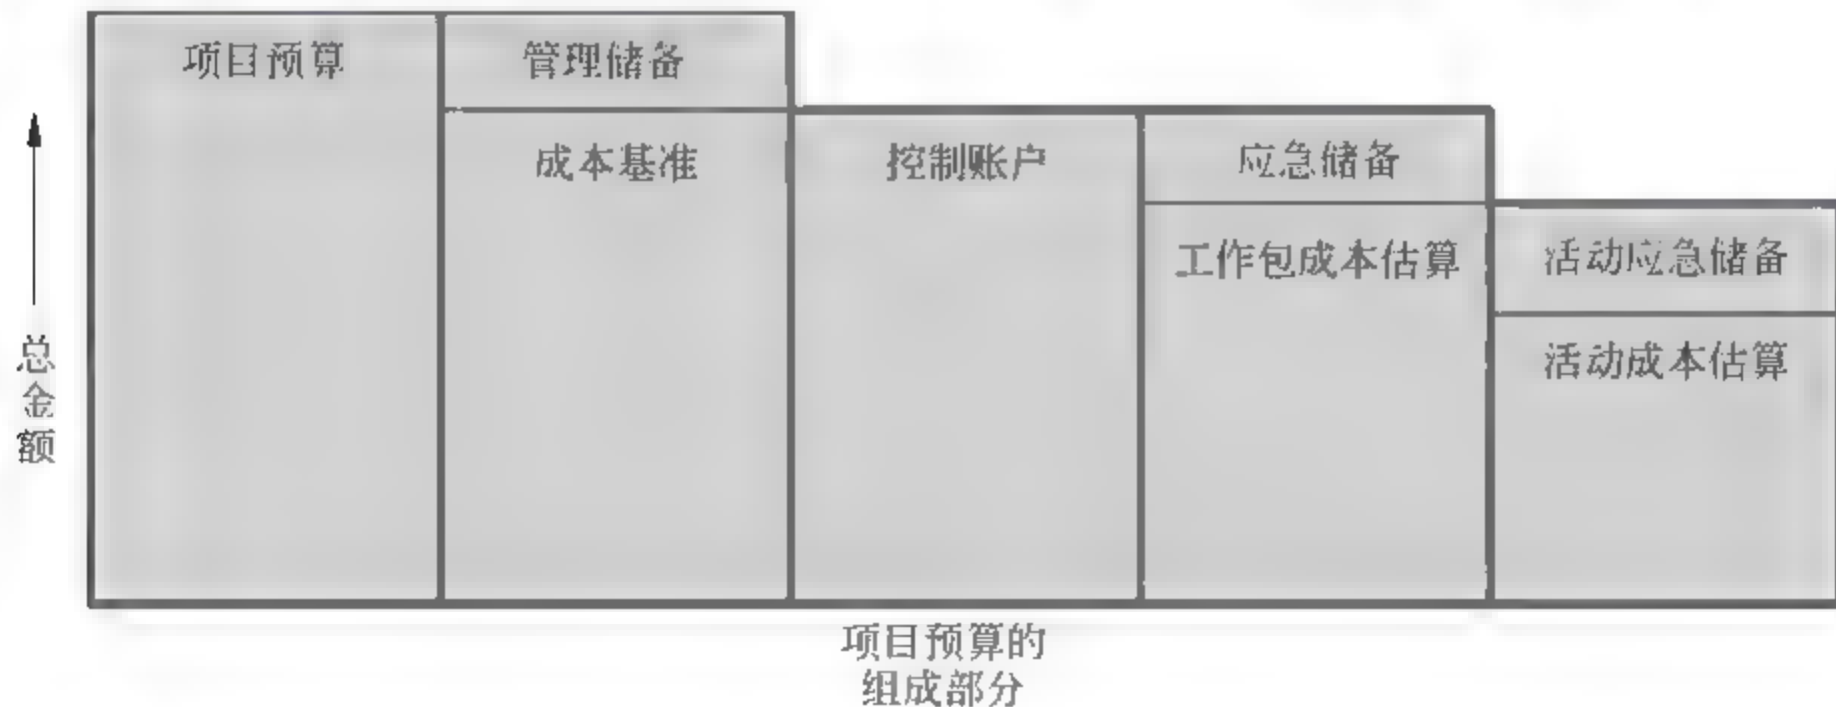 项目预算
管理储备
成本基准
控制账户
应急储备
工作包成本估算
活动应急储备
活动成本估算
总金额
项目预算的
组成部分